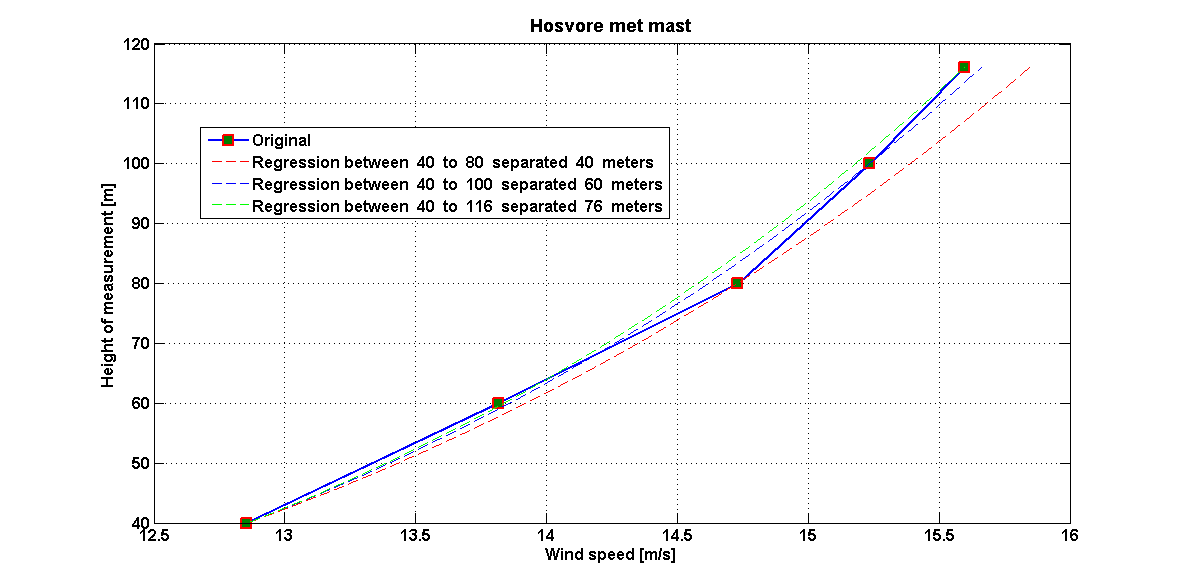 Hosvore met mast
120
110
100
90
80
70
60
50
40
Height of measurement [m]
Original
Regression between 40 to 80 separated 40 meters
Regression between 40 to 100 separated 60 meters
Regression between 40 to 116 separated 76 meters
12.5 13 13.5 14 14.5 15 15.5 16
Wind speed [m/s]